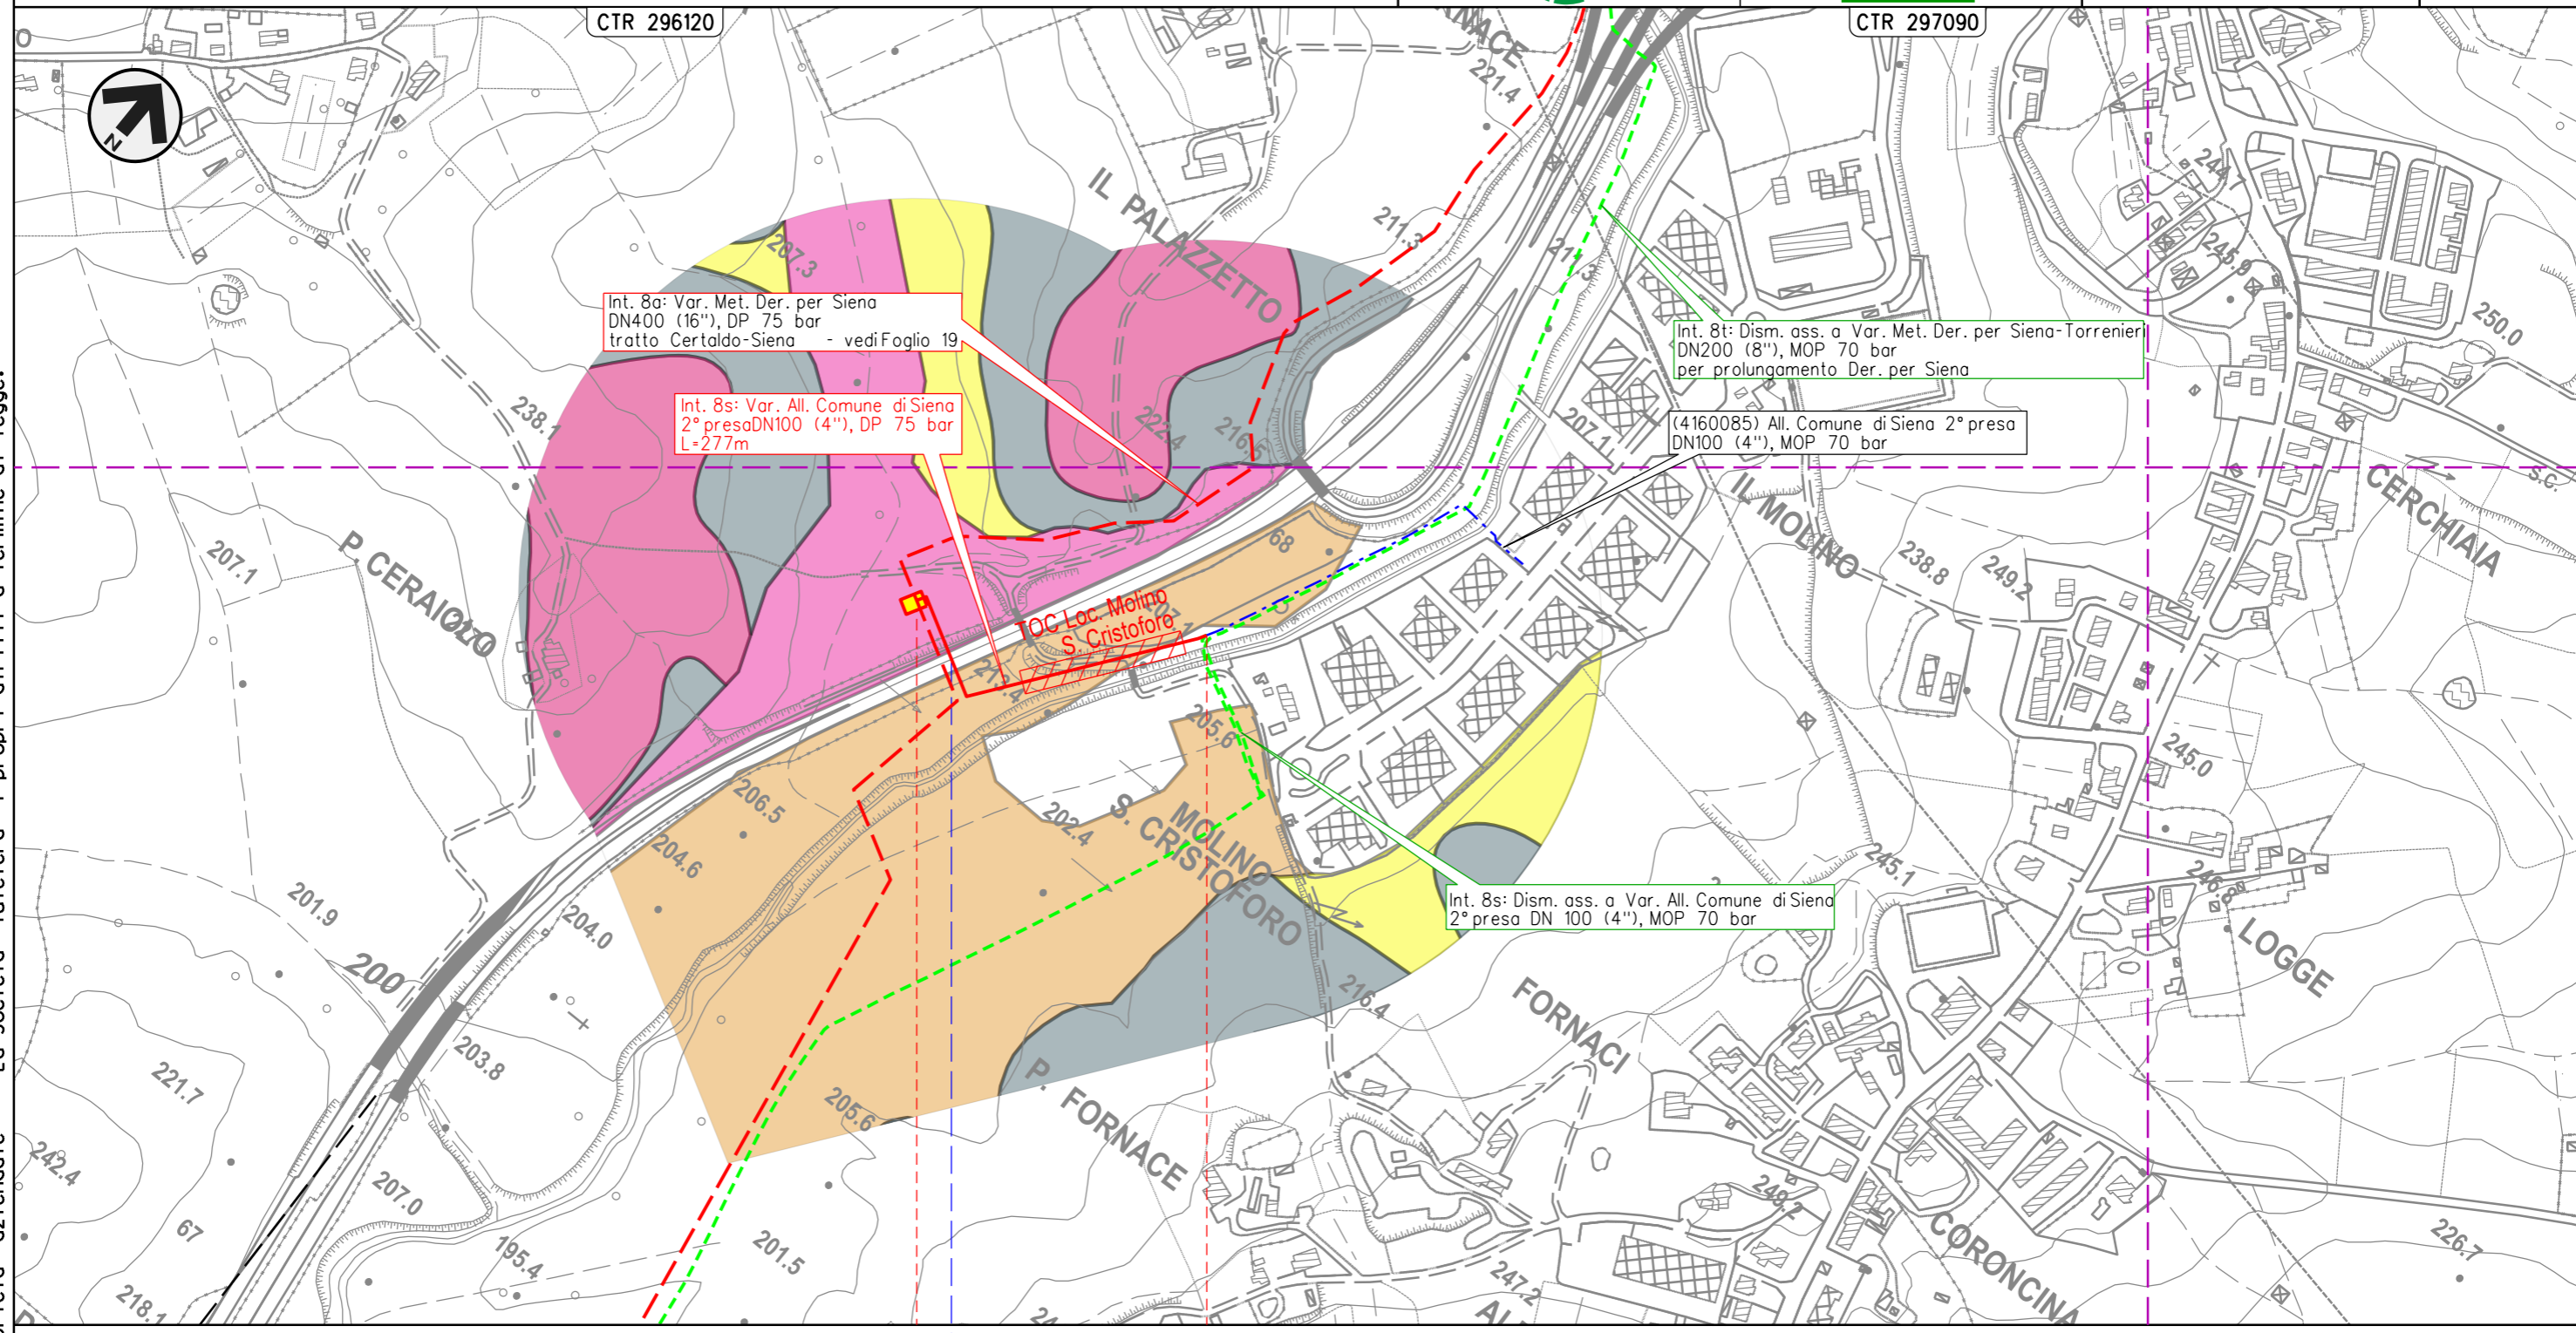 CTR 296120
CTR 297090
N
221.4
IL PALAZZETTO
211.3
207.3
244.7
245.9
250.0
Int. 8a: Var. Met. Der. per Siena
DN400 (16"), DP 75 bar
tratto Certaldo-Siena - vedi Foglio 19
Int. 8t: Dism. ass. a Var. Met. Der. per Siena-Torrenieri
DN200 (8"), MOP 70 bar
per prolungamento Der. per Siena
Int. 8s: Var. All. Comune di Siena
2° presaDN100 (4"), DP 75 bar
L=277m
(4160085) All. Comune di Siena 2° presa
DN100 (4"), MOP 70 bar
238.1
222.4
216.5
207.1
S.C.
CERCHIAIA
IL MOLINO
68
P. CERAIOLO
207.1
238.8
249.2
TOC Loc. Molino
S. Cristoforo
213.4
205.6
245.0
206.5
202.4
MOLINO
S. CRISTOFORO
204.6
245.1
246.8
Int. 8s: Dism. ass. a Var. All. Comune di Siena
2° presa DN 100 (4"), MOP 70 bar
201.9
204.0
200
LOGGE
216.4
FORNACI
203.8
221.7
P. FORNACE
205.6
242.4
207.0
67
195.4
201.5
249.2
CORONCINA
226.7
247.2
218.1